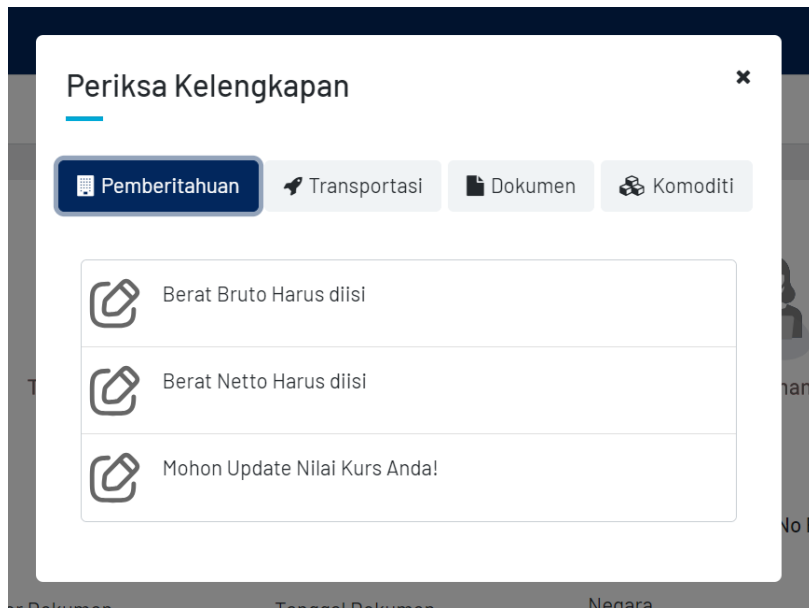 Periksa Kelengkapan
Pemberitahuan
Transportasi
Dokumen
Komoditi
Berat Bruto Harus diisi
Berat Netto Harus diisi
Mohon Update Nilai Kurs Anda!
Tanggal Dokumen
Negara